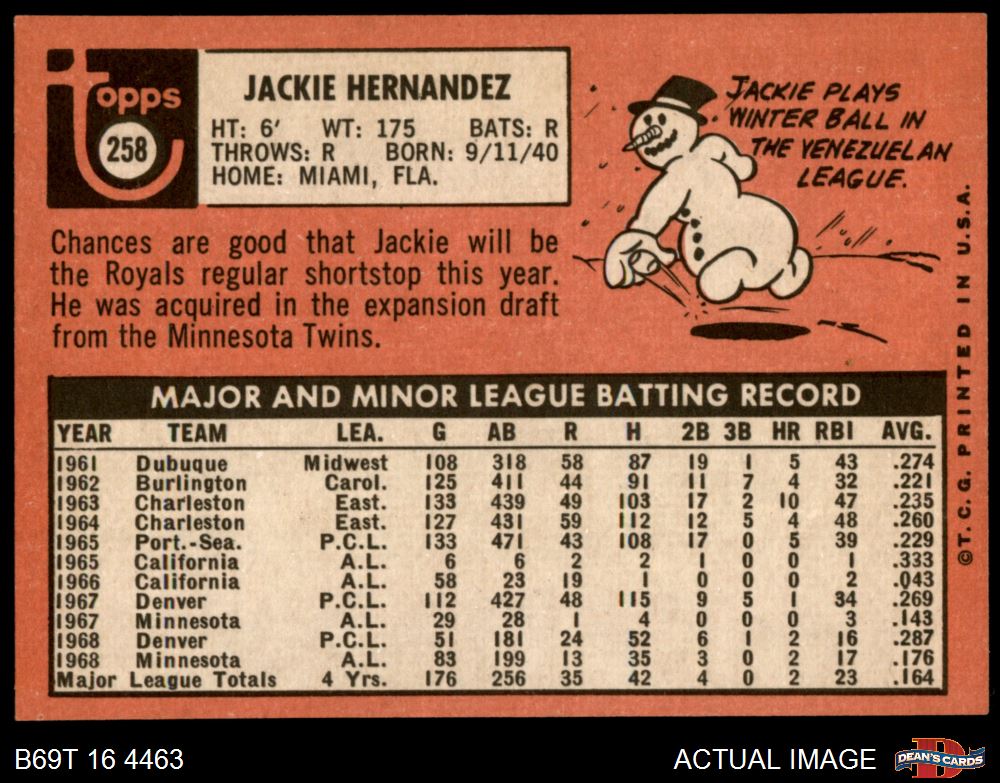 topps
258
JACKIE HERNANDEZ
HT: 6' WT: 175 BATS: R
THROWS: R BORN: 9/11/40
HOME: MIAMI, FLA.
JACKIE PLAYS
WINTER BALL IN
THE VENEZUELAN
LEAGUE.
Chances are good that Jackie will be
the Royals regular shortstop this year.
He was acquired in the expansion draft
from the Minnesota Twins.
MAJOR AND MINOR LEAGUE BATTING RECORD
YEAR TEAM LEA. G AB R H 2B 3B HR RBI AVG.
1961 Dubuque Midwest 108 318 58 87 19 1 5 43 .274
1962 Burlington Carol. 125 411 44 91 11 7 4 32 .221
1963 Charleston East. 133 439 49 103 17 2 10 47 .235
1964 Charleston East. 127 431 59 112 12 5 4 48 .260
1965 Port.-Sea. P.C.L. 133 471 43 108 17 0 5 39 .229
1965 California A.L. 6 6 2 2 1 0 0 1 .333
1966 California A.L. 58 23 19 1 0 0 0 2 .043
1967 Denver P.C.L. 112 427 48 115 9 5 1 34 .269
1967 Minnesota A.L. 29 28 1 4 0 0 0 3 .143
1968 Denver P.C.L. 51 181 24 52 6 1 2 16 .287
1968 Minnesota A.L. 83 199 13 35 3 0 2 17 .176
Major League Totals 4 Yrs. 176 256 35 42 4 0 2 23 .164
©T.C.G. PRINTED IN U.S.A.
B69T 16 4463
ACTUAL IMAGE
D
DEAN'S CARDS